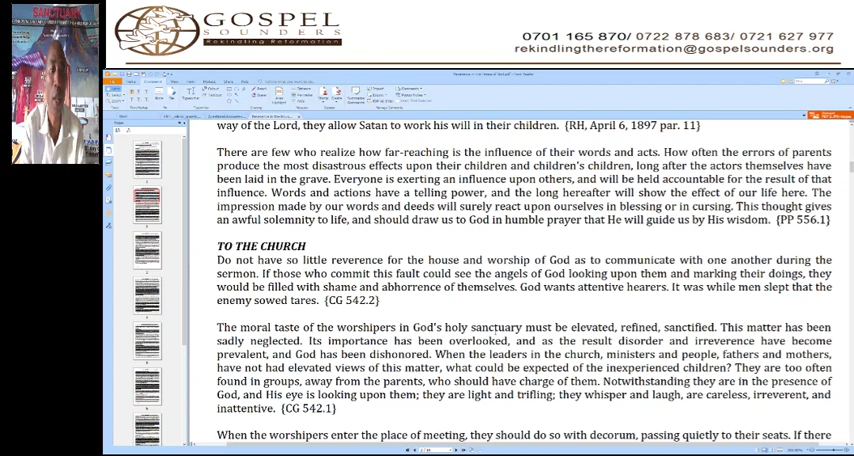 SANCTUARY
GOSPEL
SOUNDERS
Rekindling Reformation
0701 165 870/ 0722 878 683/ 0721 627 977
rekindlingthereformation@gospelsounders.org
way of the Lord, they allow Satan to work his will in their children. {RH, April 6, 1897 par. 11}
There are few who realize how far-reaching is the influence of their words and acts. How often the errors of parents
produce the most disastrous effects upon their children and children's children, long after the actors themselves have
been laid in the grave. Everyone is exerting an influence upon others, and will be held accountable for the result of that
influence. Words and actions have a telling power, and the long hereafter will show the effect of our life here. The
impression made by our words and deeds will surely react upon ourselves in blessing or in cursing. This thought gives
an awful solemnity to life, and should draw us to God in humble prayer that He will guide us by His wisdom. {PP 556.1}
TO THE CHURCH
Do not have so little reverence for the house and worship of God as to communicate with one another during the
sermon. If those who commit this fault could see the angels of God looking upon them and marking their doings, they
would be filled with shame and abhorrence of themselves. God wants attentive hearers. It was while men slept that the
enemy sowed tares. {CG 542.2}
The moral taste of the worshipers in God's holy sanctuary must be elevated, refined, sanctified. This matter has been
sadly neglected. Its importance has been overlooked, and as the result disorder and irreverence have become
prevalent, and God has been dishonored. When the leaders in the church, ministers and people, fathers and mothers,
have not had elevated views of this matter, what could be expected of the inexperienced children? They are too often
found in groups, away from the parents, who should have charge of them. Notwithstanding they are in the presence of
God, and His eye is looking upon them; they are light and trifling; they whisper and laugh, are careless, irreverent, and
inattentive. {CG 542.1}
When the worshipers enter the place of meeting, they should do so with decorum, passing quietly to their seats. If there